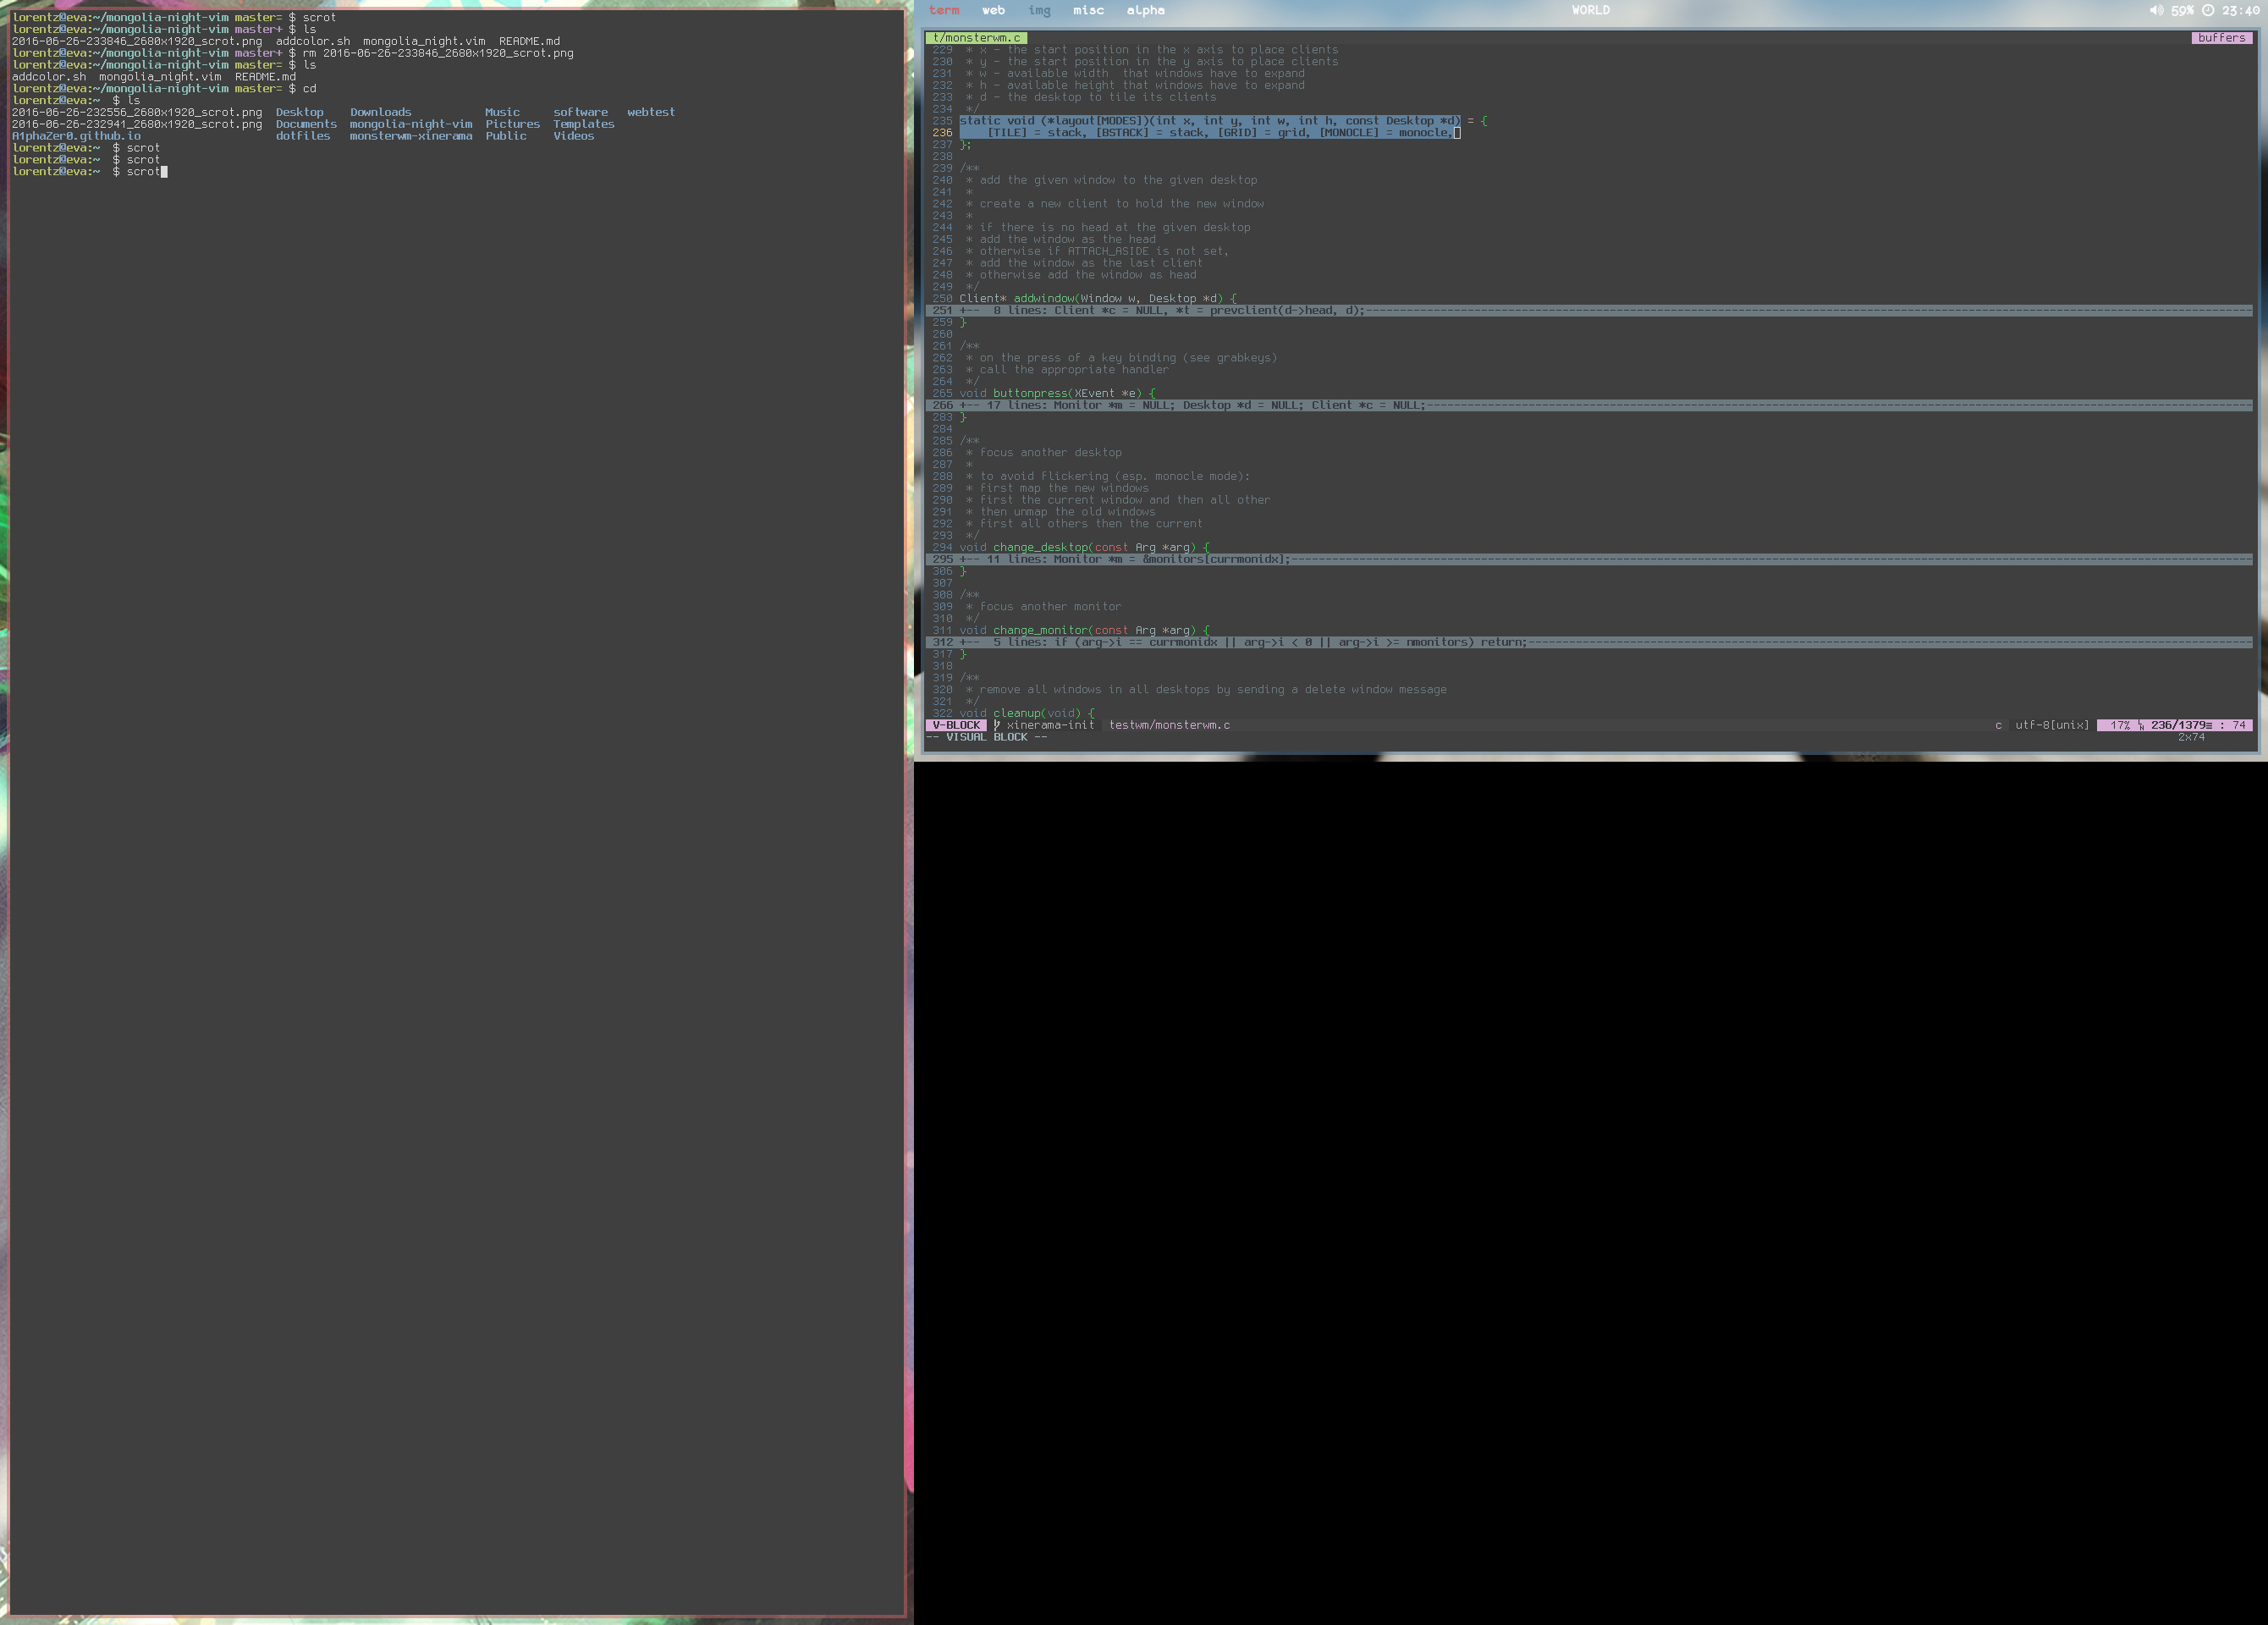 lorentz@eva:~/mongolia-night-vim master= $ scrot
lorentz@eva:~/mongolia-night-vim master+ $ ls
2016-06-26-233846_2680x1920_scrot.png  addcolor.sh  mongolia_night.vim  README.md
lorentz@eva:~/mongolia-night-vim master+ $ rm 2016-06-26-233846_2680x1920_scrot.png
lorentz@eva:~/mongolia-night-vim master= $ ls
addcolor.sh  mongolia_night.vim  README.md
lorentz@eva:~/mongolia-night-vim master= $ cd
lorentz@eva:~  $ ls
2016-06-26-232556_2680x1920_scrot.png  Desktop    Downloads           Music     software   webtest
2016-06-26-232941_2680x1920_scrot.png  Documents  mongolia-night-vim  Pictures  Templates
A1phaZer0.github.io                    dotfiles   monsterwm-xinerama  Public    Videos
lorentz@eva:~  $ scrot
lorentz@eva:~  $ scrot
lorentz@eva:~  $ scrot
term  web  img  misc  alpha  WORLD  59%  23:40
t/monsterwm.c  buffers
229  * x - the start position in the x axis to place clients
230  * y - the start position in the y axis to place clients
231  * w - available width  that windows have to expand
232  * h - available height that windows have to expand
233  * d - the desktop to tile its clients
234  */
235 static void (*layout[MODES])(int x, int y, int w, int h, const Desktop *d) = {
236     [TILE] = stack, [BSTACK] = stack, [GRID] = grid, [MONOCLE] = monocle,
237 };
238
239 /**
240  * add the given window to the given desktop
241  *
242  * create a new client to hold the new window
243  *
244  * if there is no head at the given desktop
245  * add the window as the head
246  * otherwise if ATTACH_ASIDE is not set,
247  * add the window as the last client
248  * otherwise add the window as head
249  */
250 Client* addwindow(Window w, Desktop *d) {
251 +--  8 lines: Client *c = NULL, *t = prevclient(d->head, d);
259 }
260
261 /**
262  * on the press of a key binding (see grabkeys)
263  * call the appropriate handler
264  */
265 void buttonpress(XEvent *e) {
266 +-- 17 lines: Monitor *m = NULL; Desktop *d = NULL; Client *c = NULL;
283 }
284
285 /**
286  * focus another desktop
287  *
288  * to avoid flickering (esp. monocle mode):
289  * first map the new windows
290  * first the current window and then all other
291  * then unmap the old windows
292  * first all others then the current
293  */
294 void change_desktop(const Arg *arg) {
295 +-- 11 lines: Monitor *m = &monitors[currmonidx];
306 }
307
308 /**
309  * focus another monitor
310  */
311 void change_monitor(const Arg *arg) {
312 +--  5 lines: if (arg->i == currmonidx || arg->i < 0 || arg->i >= nmonitors) return;
317 }
318
319 /**
320  * remove all windows in all desktops by sending a delete window message
321  */
322 void cleanup(void) {
V-BLOCK  xinerama-init  testwm/monsterwm.c  c  utf-8[unix]  17% ␤ 236/1379≡ : 74
-- VISUAL BLOCK --  2x74